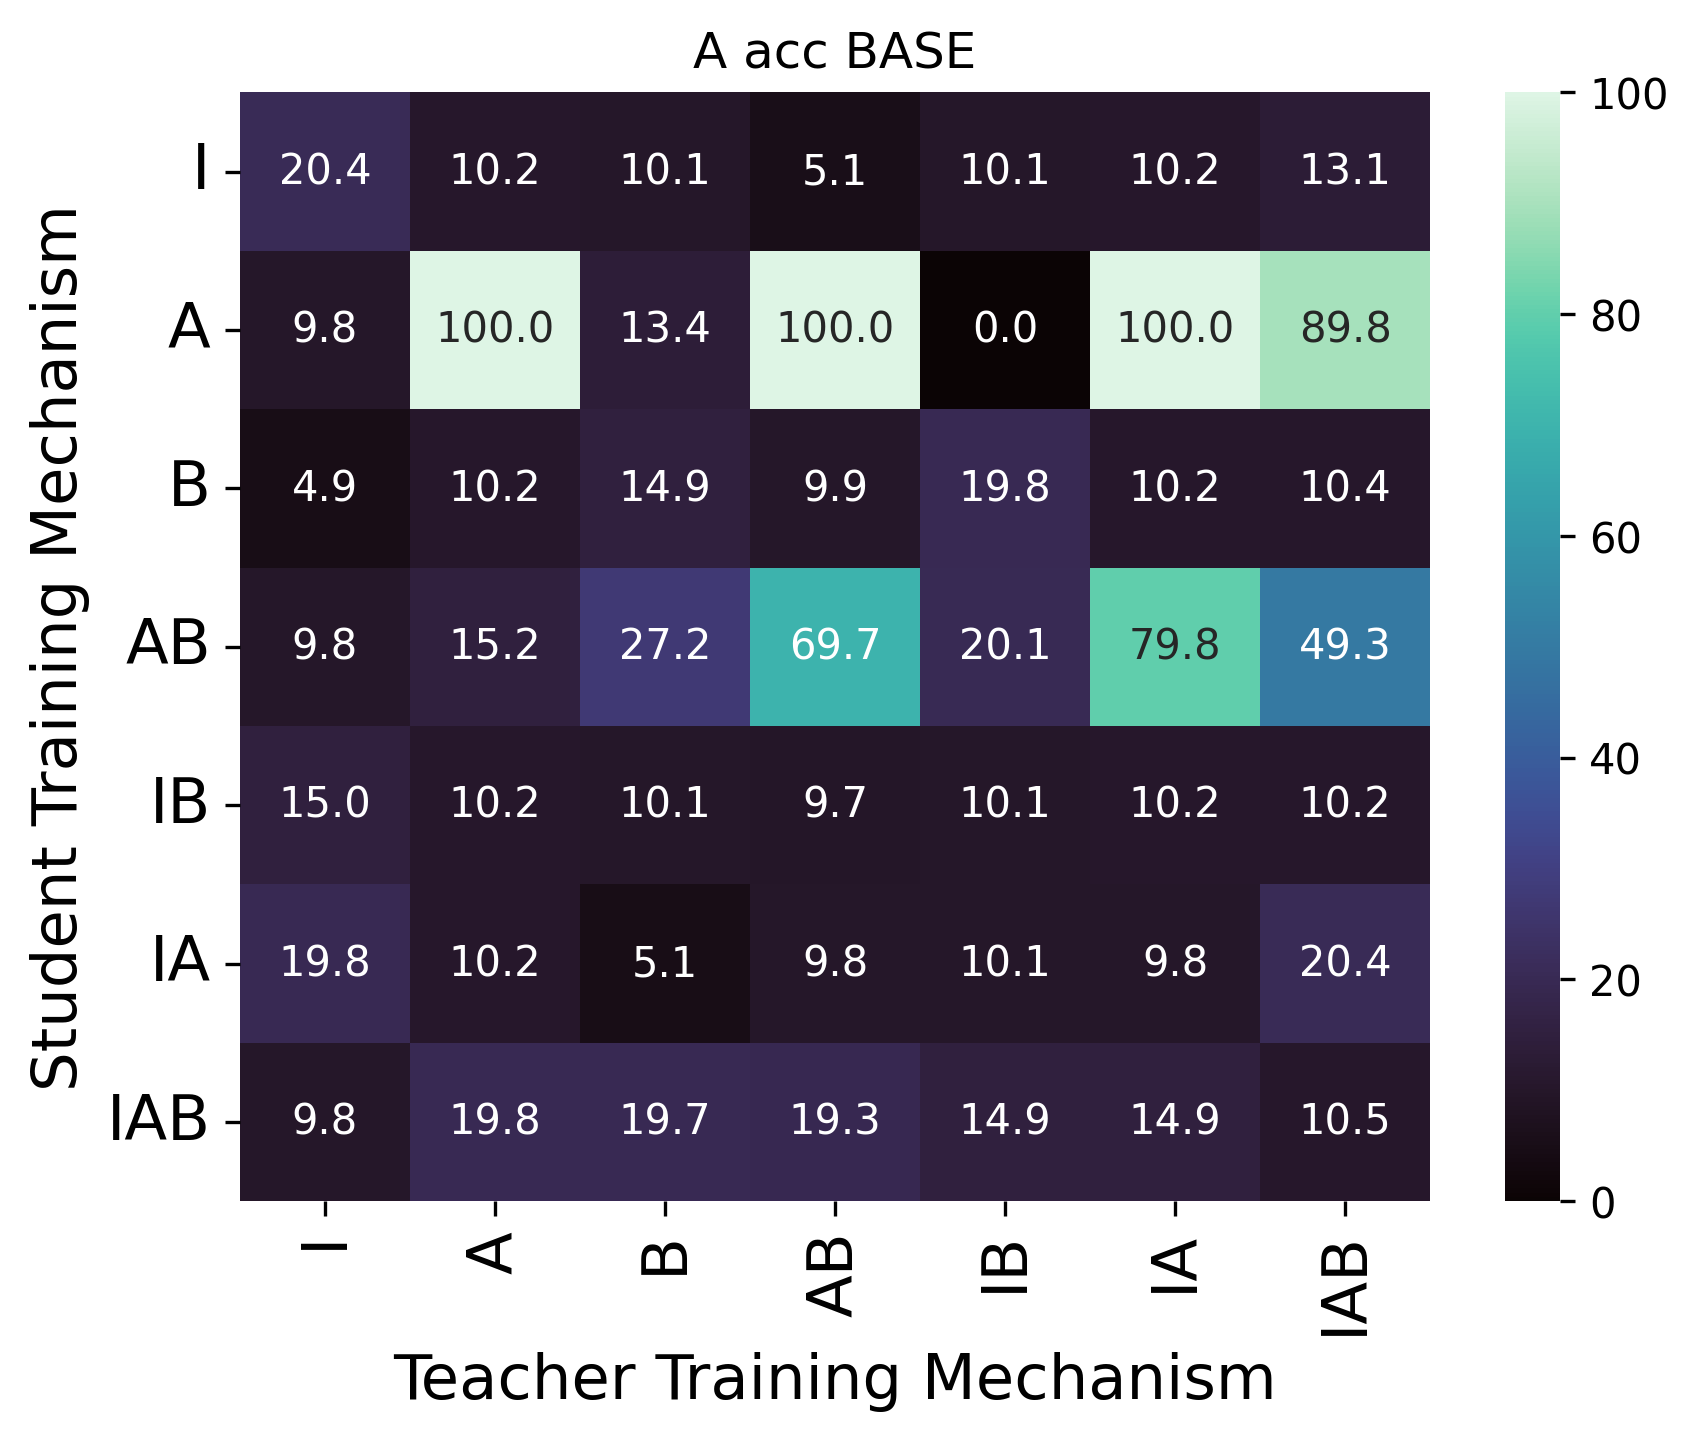 A acc BASE
I 20.4 10.2 10.1 5.1 10.1 10.2 13.1
A 9.8 100.0 13.4 100.0 0.0 100.0 89.8
B 4.9 10.2 14.9 9.9 19.8 10.2 10.4
AB 9.8 15.2 27.2 69.7 20.1 79.8 49.3
IB 15.0 10.2 10.1 9.7 10.1 10.2 10.2
IA 19.8 10.2 5.1 9.8 10.1 9.8 20.4
IAB 9.8 19.8 19.7 19.3 14.9 14.9 10.5
I A B AB IB IA IAB
Teacher Training Mechanism
Student Training Mechanism
100
80
60
40
20
0